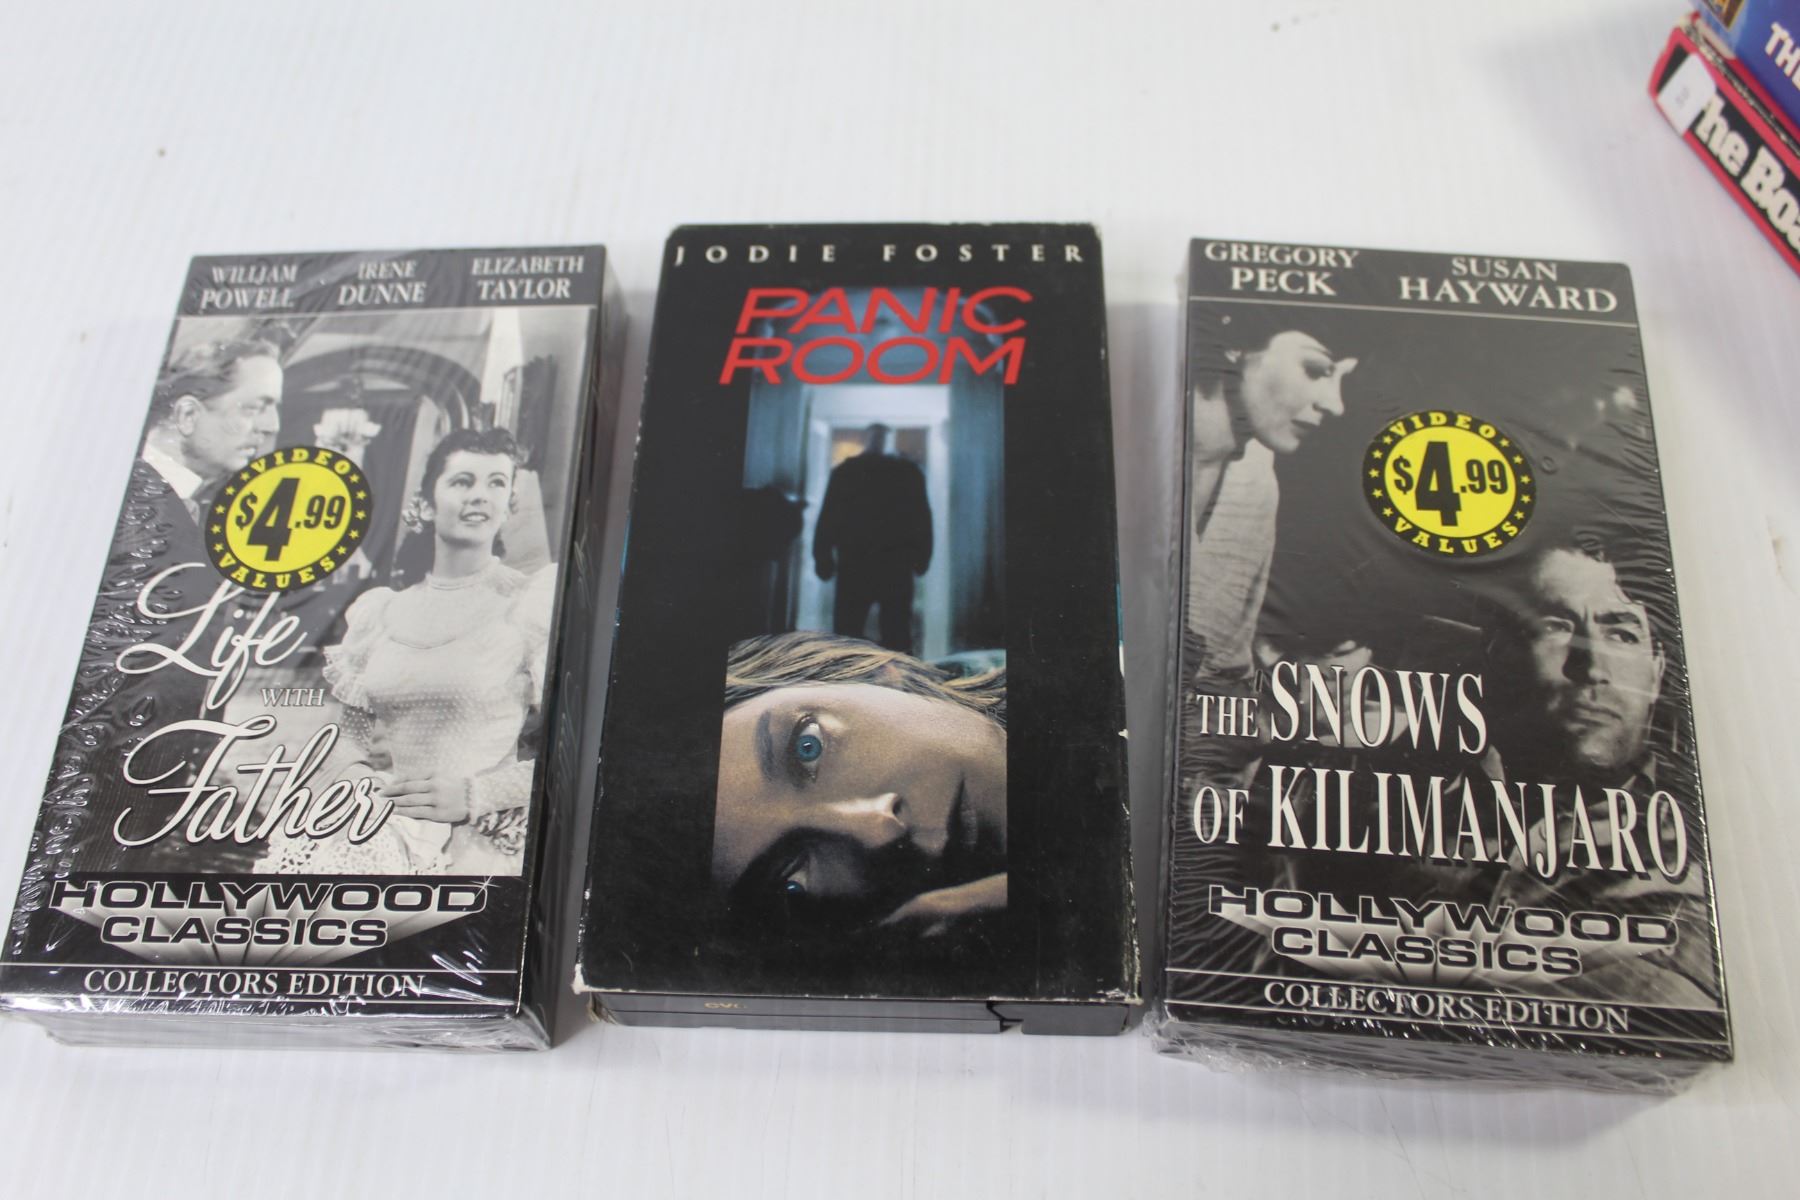 WILLIAM IRENE ELIZABETH
POWELL DUNNE TAYLOR
VIDEO
$4.99
VALUES
Life
WITH
Father
HOLLYWOOD
CLASSICS
COLLECTORS EDITION
JODIE FOSTER
PANIC
ROOM
GREGORY SUSAN
PECK HAYWARD
VIDEO
$4.99
VALUES
THE SNOWS
OF KILIMANJARO
HOLLYWOOD
CLASSICS
COLLECTORS EDITION
The